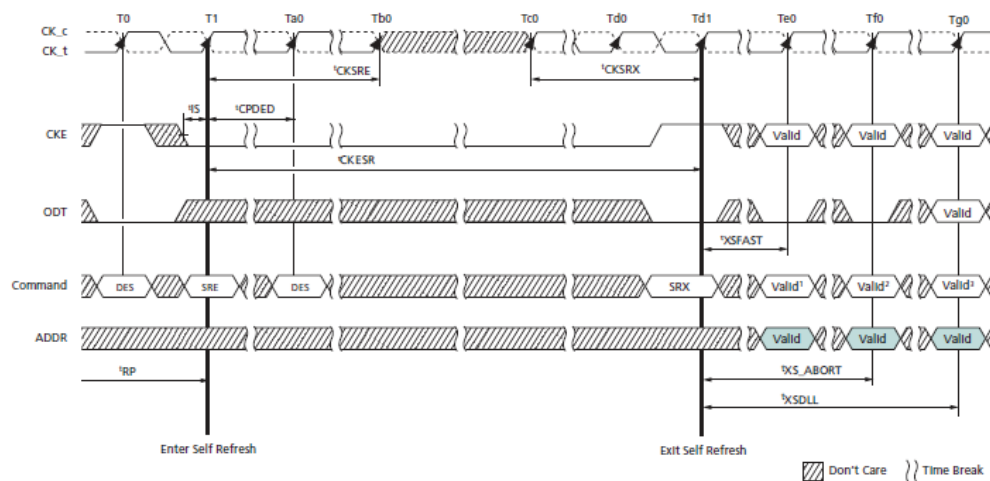 T0 T1 Ta0 Tb0 Tc0 Td0 Td1 Te0 Tf0 Tg0
CK_c
CK_t
tCKSRE tCKSRX
tIS tCPDED
CKE Valid Valid Valid
tCKESR
ODT Valid
tXSFAST
Command DES SRE DES SRX Valid¹ Valid² Valid³
ADDR Valid Valid Valid
tRP tXS_ABORT
tXSDLL
Enter Self Refresh Exit Self Refresh
Don't Care Time Break